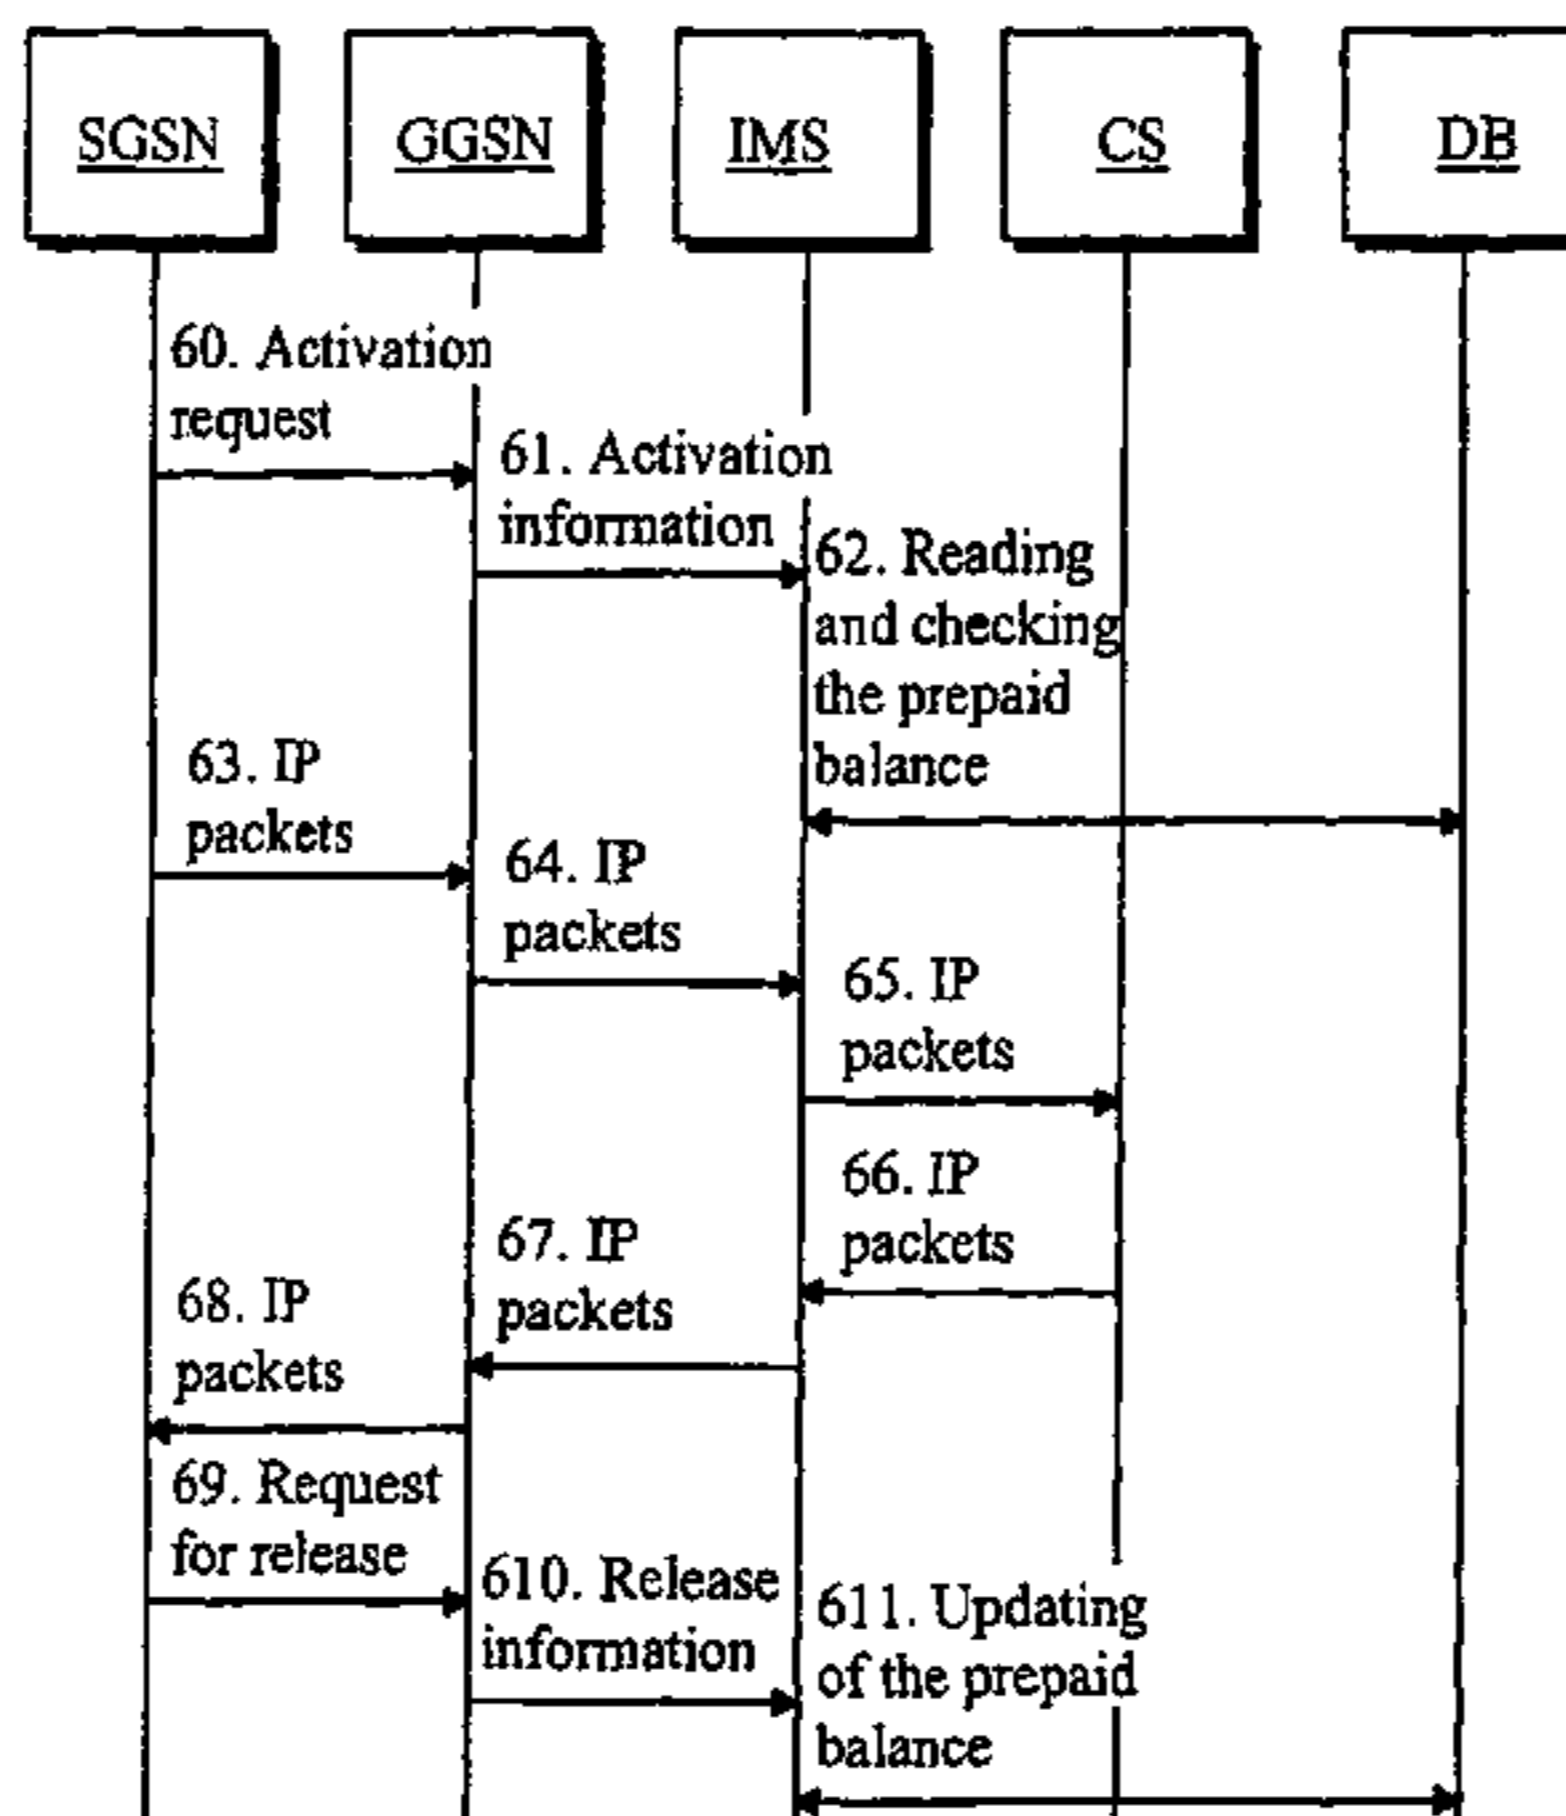 SGSN
GGSN
IMS
CS
DB
60. Activation
request
61. Activation
information
62. Reading
and checking
the prepaid
balance
63. IP
packets
64. IP
packets
65. IP
packets
66. IP
packets
67. IP
packets
68. IP
packets
69. Request
for release
610. Release
information
611. Updating
of the prepaid
balance